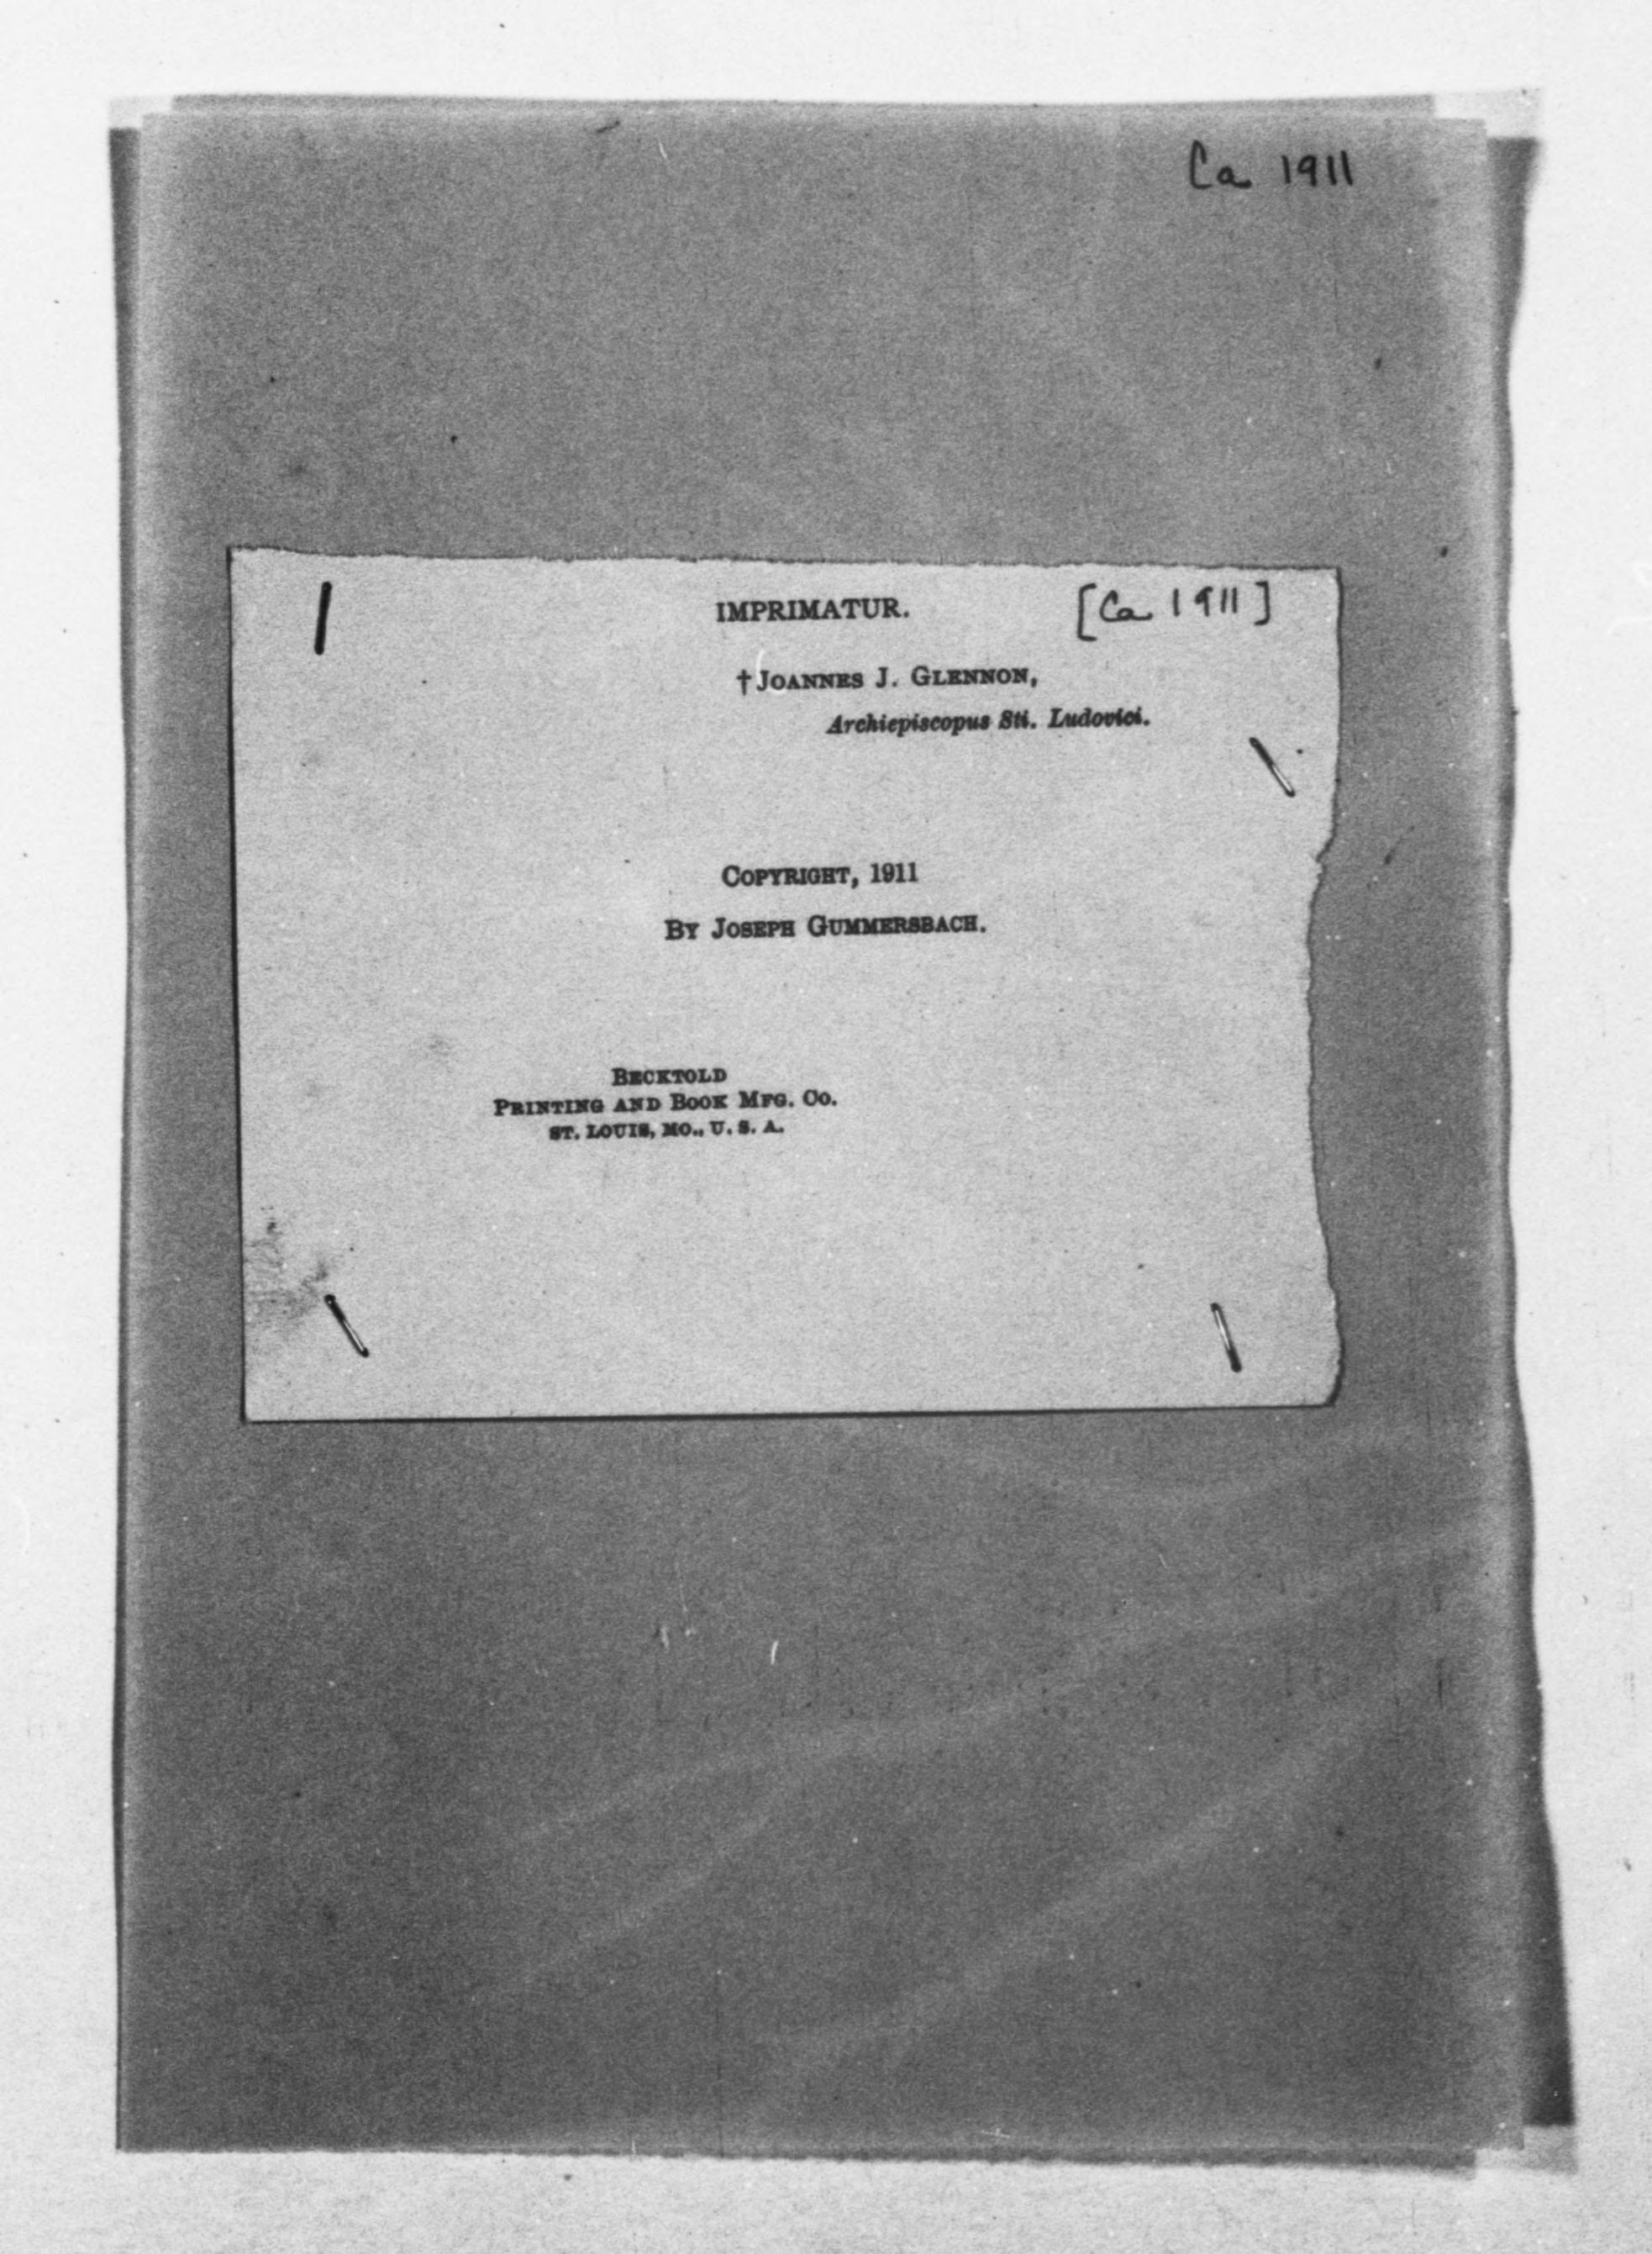 Ca 1911
IMPRIMATUR. [Ca 1911]
†JOANNES J. GLENNON,
Archiepiscopus Sti. Ludovici.
COPYRIGHT, 1911
BY JOSEPH GUMMERSBACH.
BECKTOLD
PRINTING AND BOOK MFG. CO.
ST. LOUIS, MO., U. S. A.